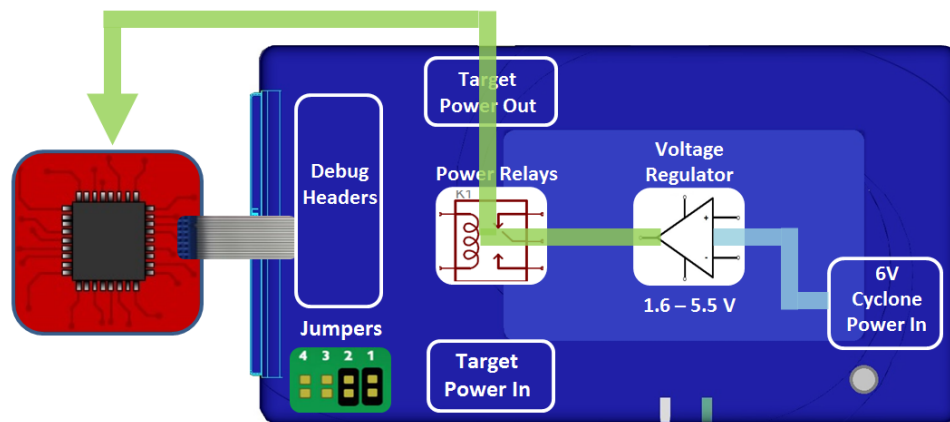 Target
Power Out
Voltage
Regulator
Debug
Headers
Power Relays
K1
+
-
1.6 – 5.5 V
6V
Cyclone
Power In
Jumpers
4 3 2 1
Target
Power In